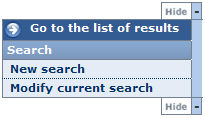 Hide -
Go to the list of results
Search
New search
Modify current search
Hide -